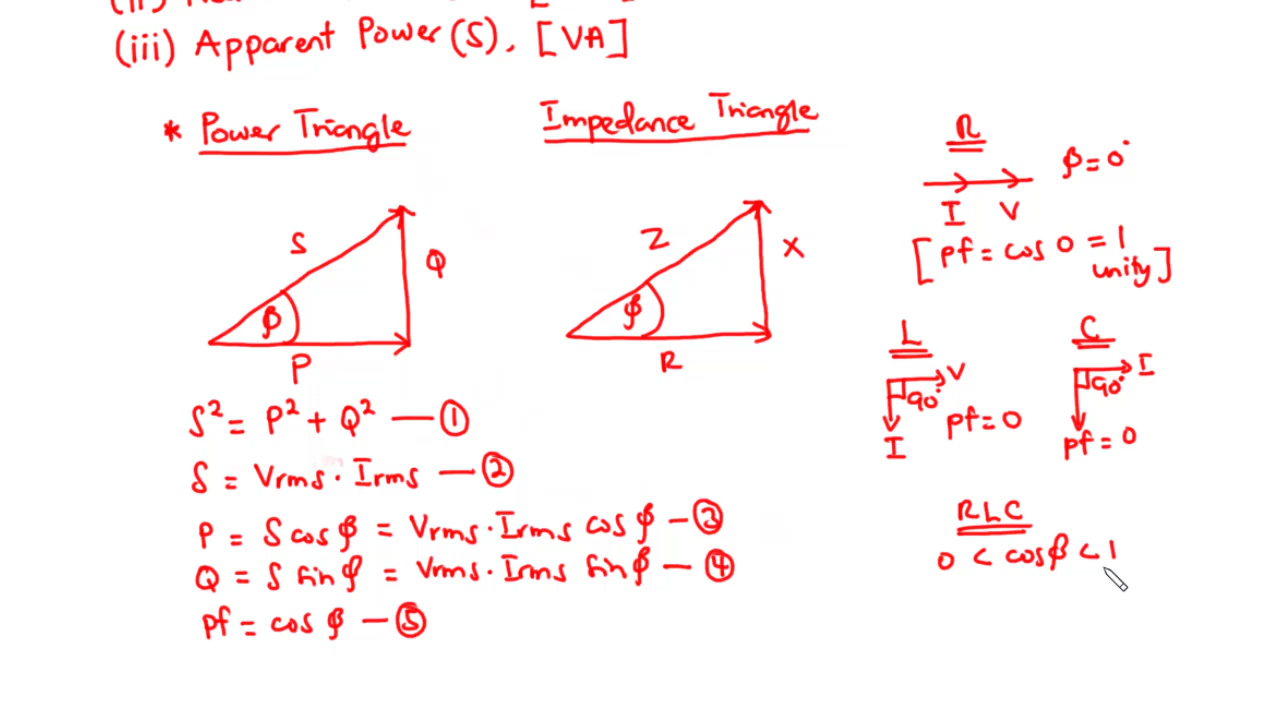 (iii) Apparent Power (S), [VA]
* Power Triangle
S
Q
ϕ
P
S² = P² + Q² — ①
S = Vrms · Irms — ②
P = S cos ϕ = Vrms · Irms cos ϕ — ③
Q = S sin ϕ = Vrms · Irms sin ϕ — ④
pf = cos ϕ — ⑤
Impedance Triangle
Z
X
ϕ
R
R
I V
ϕ = 0°
[pf = cos 0 = 1
unity]
L
V
90°
I
pf = 0
C
I
90°
pf = 0
RLC
0 < cos ϕ < 1